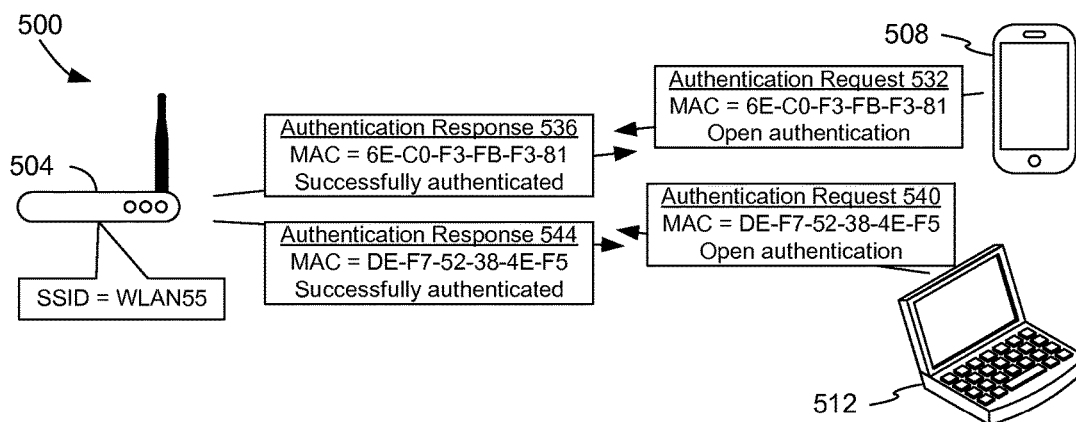 500
508
Authentication Request 532
MAC = 6E-C0-F3-FB-F3-81
Open authentication
Authentication Response 536
MAC = 6E-C0-F3-FB-F3-81
Successfully authenticated
504
Authentication Request 540
MAC = DE-F7-52-38-4E-F5
Open authentication
Authentication Response 544
MAC = DE-F7-52-38-4E-F5
Successfully authenticated
SSID = WLAN55
512